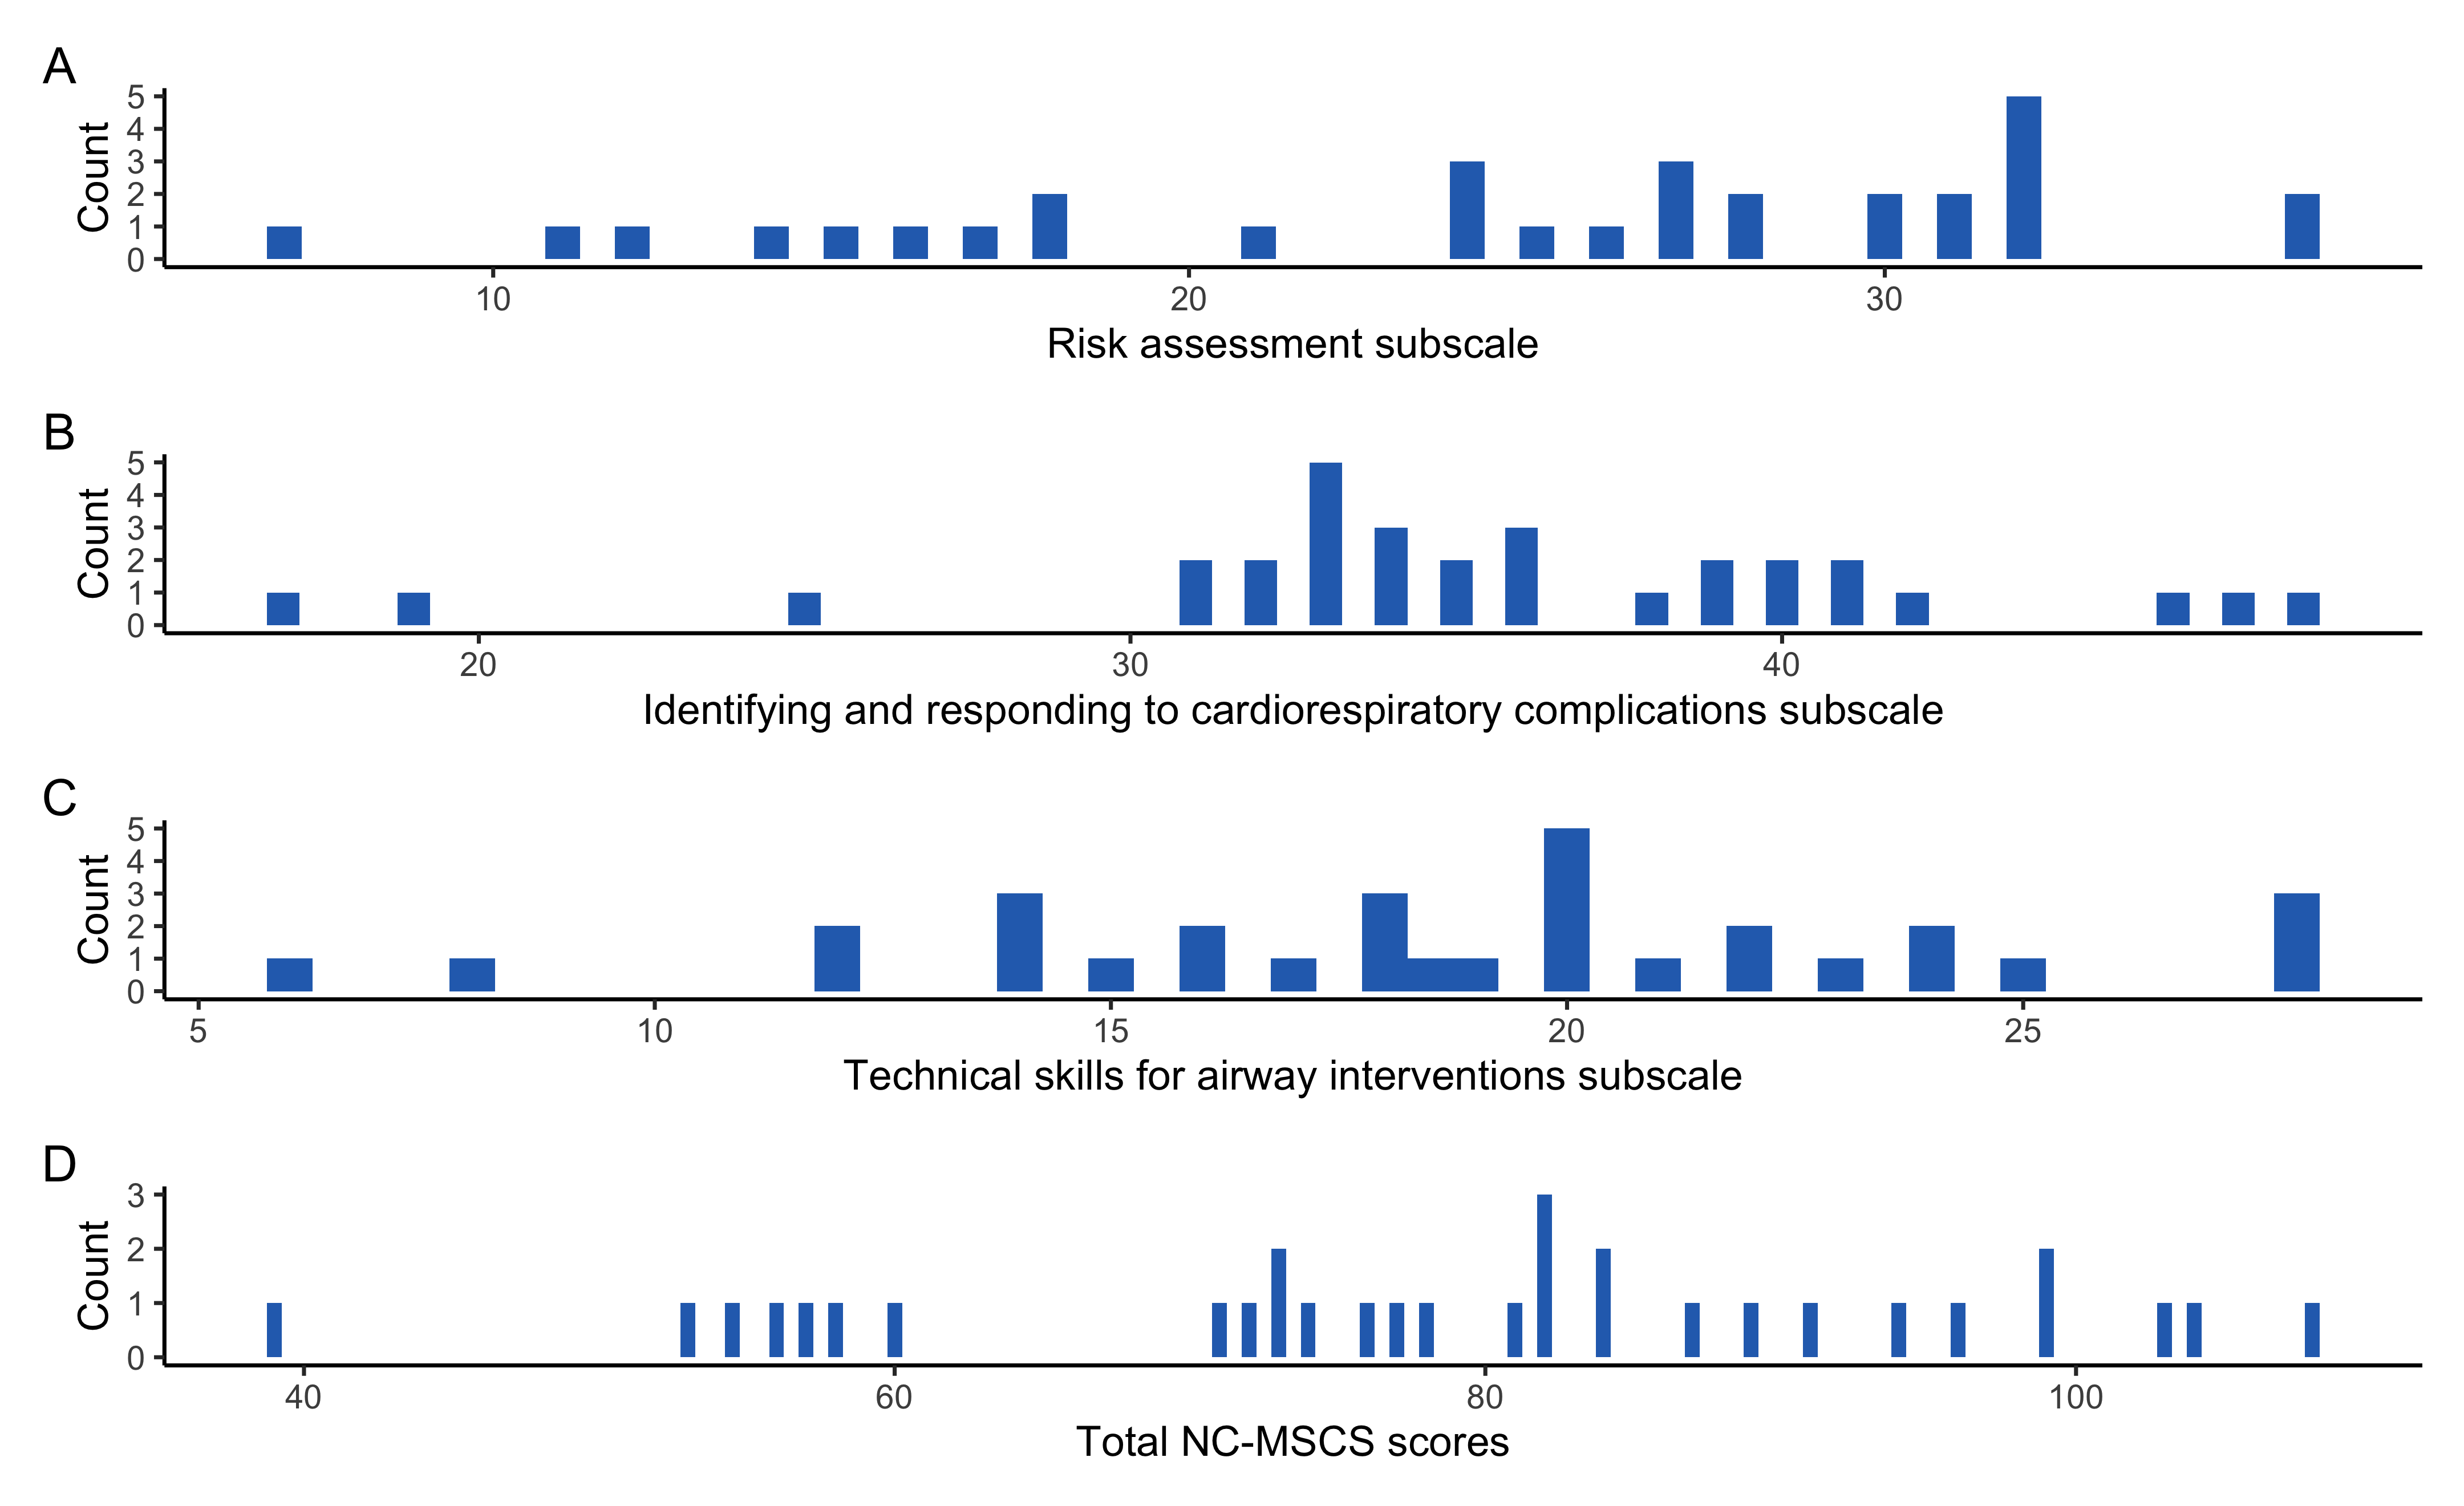 A
5
4
3
2
1
0
Count
10 20 30
Risk assessment subscale
B
5
4
3
2
1
0
Count
20 30 40
Identifying and responding to cardiorespiratory complications subscale
C
5
4
3
2
1
0
Count
5 10 15 20 25
Technical skills for airway interventions subscale
D
3
2
1
0
Count
40 60 80 100
Total NC-MSCS scores